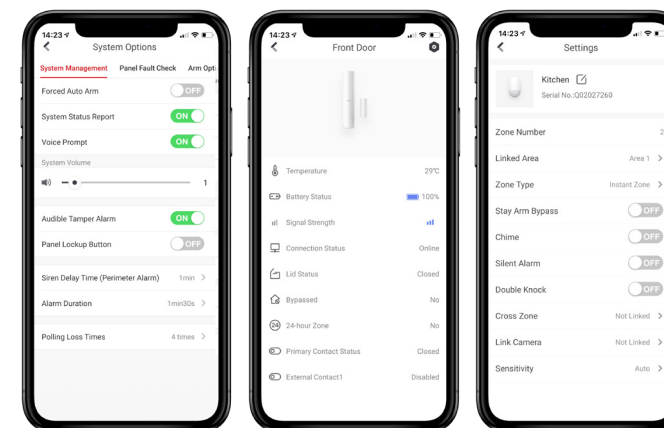 14:23
System Options
System Management Panel Fault Check Arm Opti
Forced Auto Arm OFF
System Status Report ON
Voice Prompt ON
System Volume
1
Audible Tamper Alarm ON
Panel Lockup Button OFF
Siren Delay Time (Perimeter Alarm) 1min >
Alarm Duration 1min30s >
Polling Loss Times 4 times >
14:23
Front Door
Temperature 29°C
Battery Status 100%
Signal Strength
Connection Status Online
Lid Status Closed
Bypassed No
24 24-hour Zone No
Primary Contact Status Closed
External Contact1 Disabled
14:23
Settings
Kitchen
Serial No.:Q02027260
Zone Number 2
Linked Area Area 1 >
Zone Type Instant Zone >
Stay Arm Bypass OFF
Chime OFF
Silent Alarm OFF
Double Knock OFF
Cross Zone Not Linked >
Link Camera Not Linked >
Sensitivity Auto >